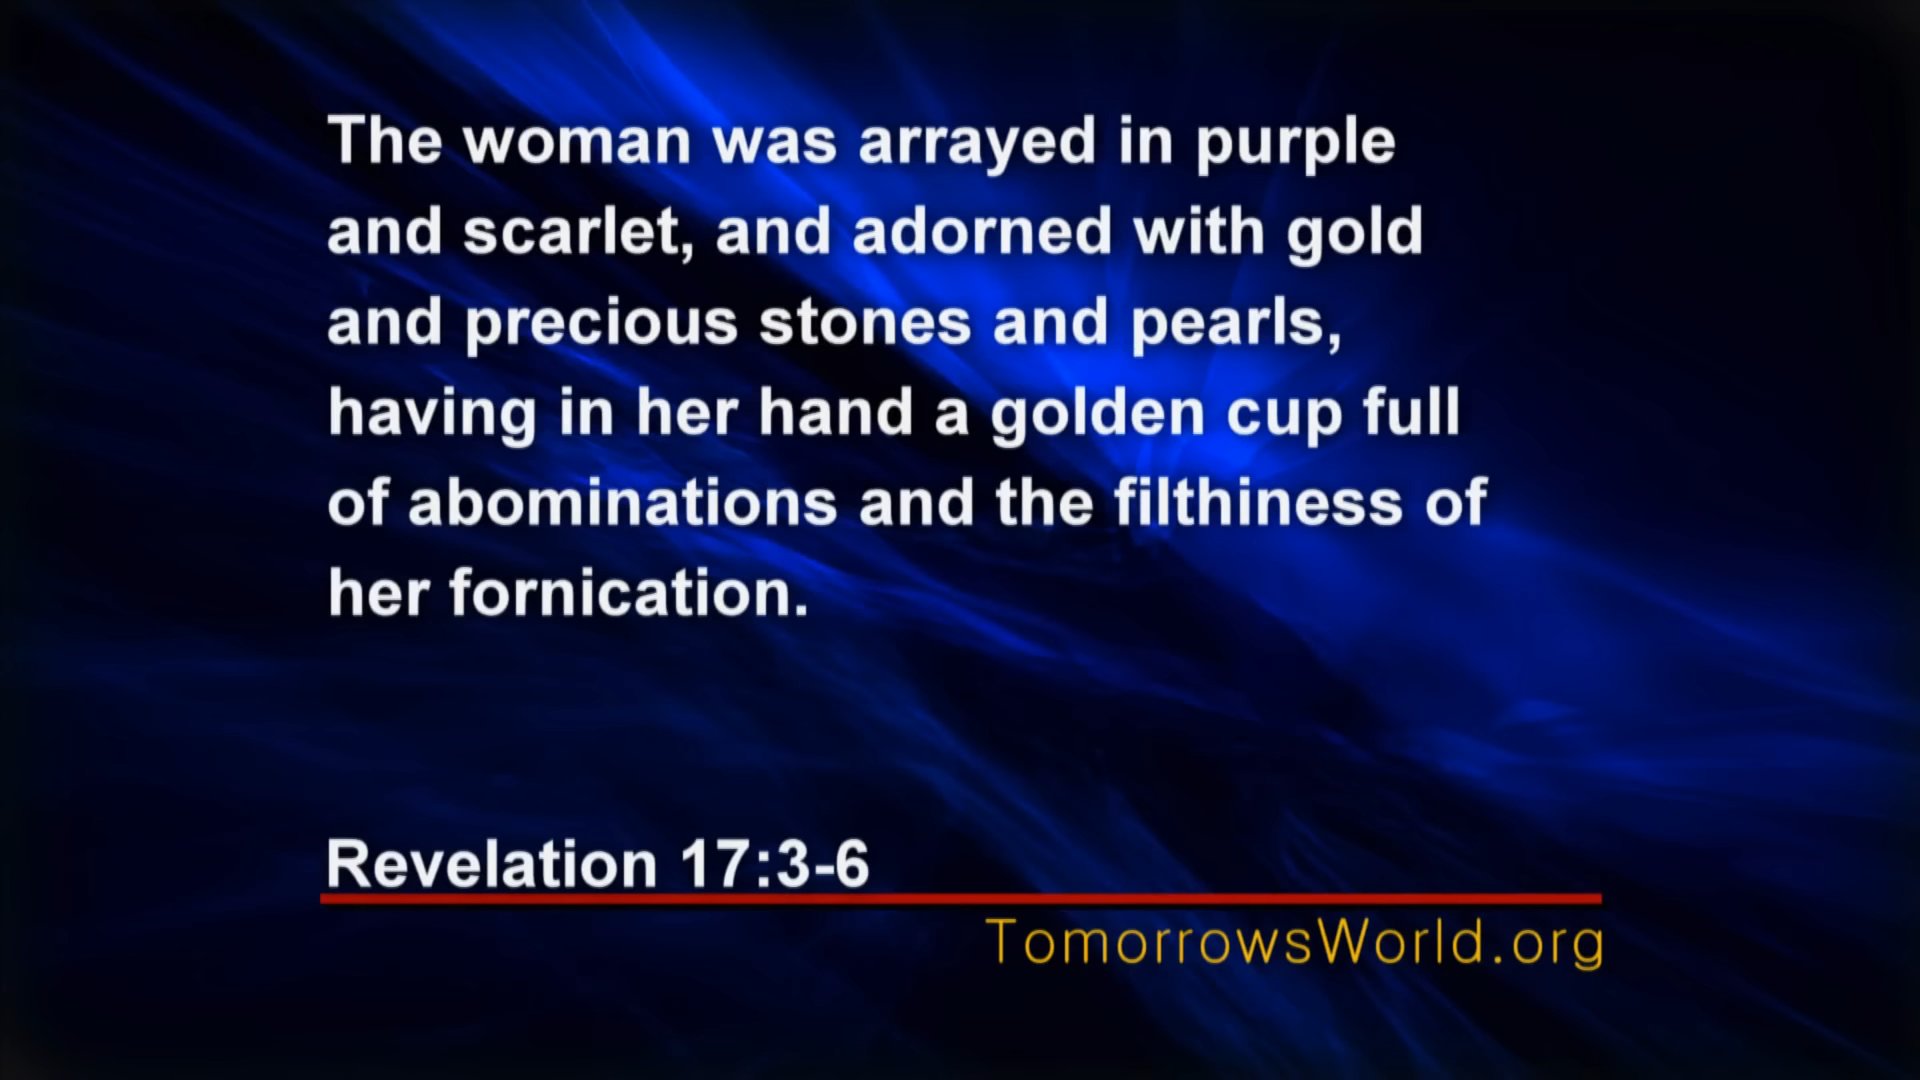 The woman was arrayed in purple
and scarlet, and adorned with gold
and precious stones and pearls,
having in her hand a golden cup full
of abominations and the filthiness of
her fornication.
Revelation 17:3-6
TomorrowsWorld.org